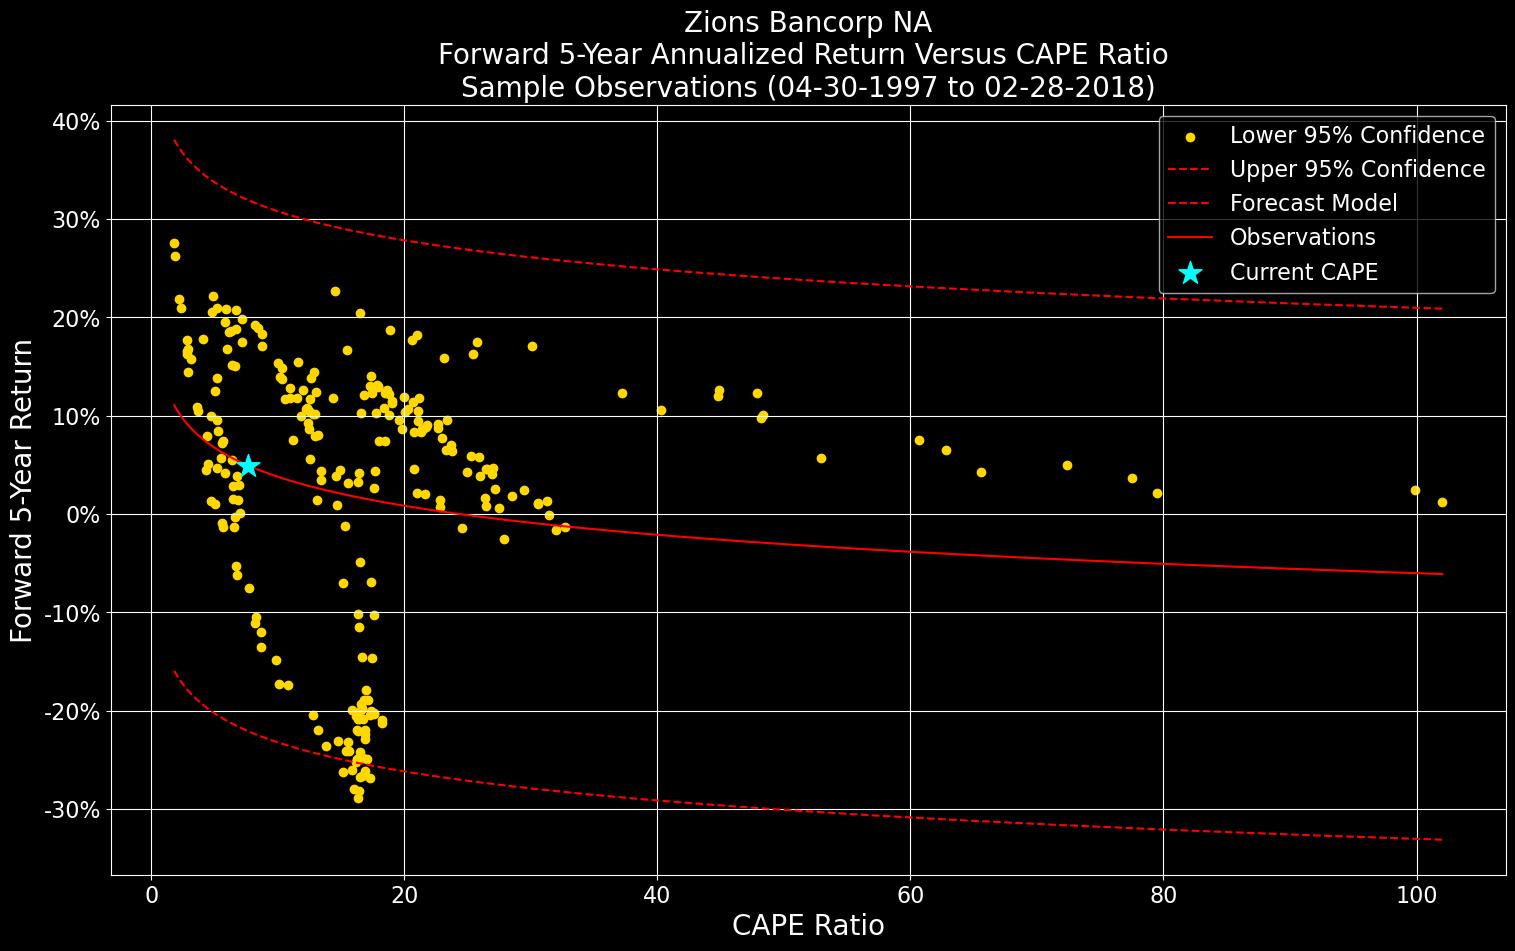 Zions Bancorp NA
Forward 5-Year Annualized Return Versus CAPE Ratio
Sample Observations (04-30-1997 to 02-28-2018)
Lower 95% Confidence
Upper 95% Confidence
Forecast Model
Observations
Current CAPE
Forward 5-Year Return
40%
30%
20%
10%
0%
-10%
-20%
-30%
0
20
40
60
80
100
CAPE Ratio